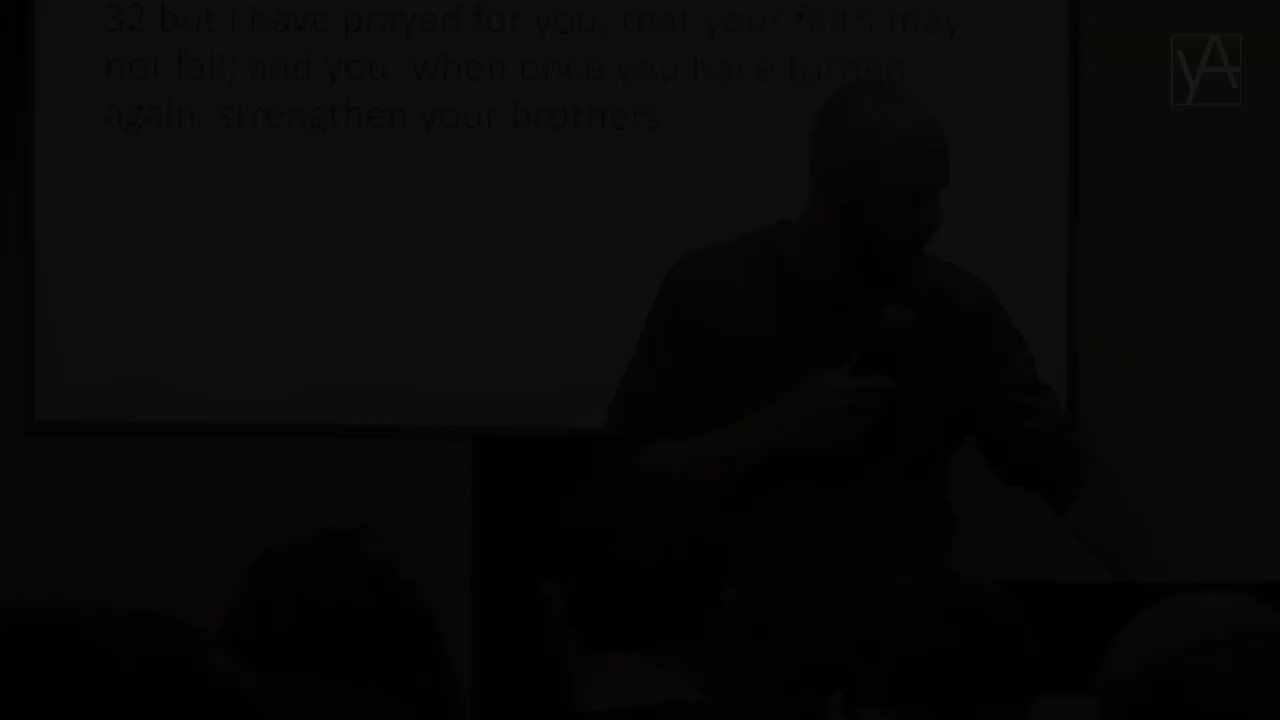 32 but I have prayed for you, that your faith may
not fail; and you, when once you have turned
again, strengthen your brothers."
yA